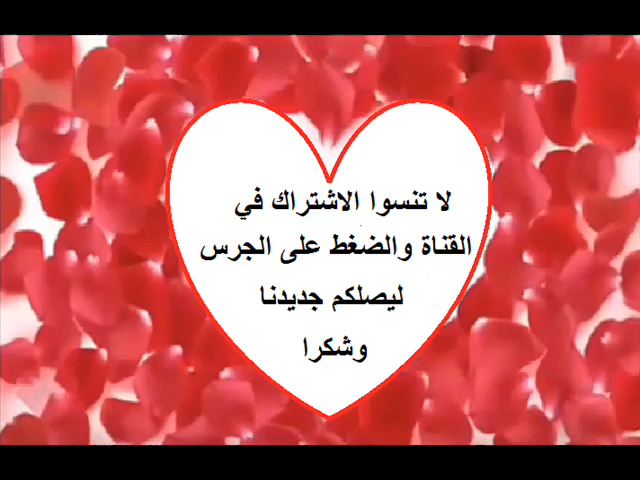 لا تنسوا الاشتراك في
القناة والضغط على الجرس
ليصلكم جديدنا
وشكرا